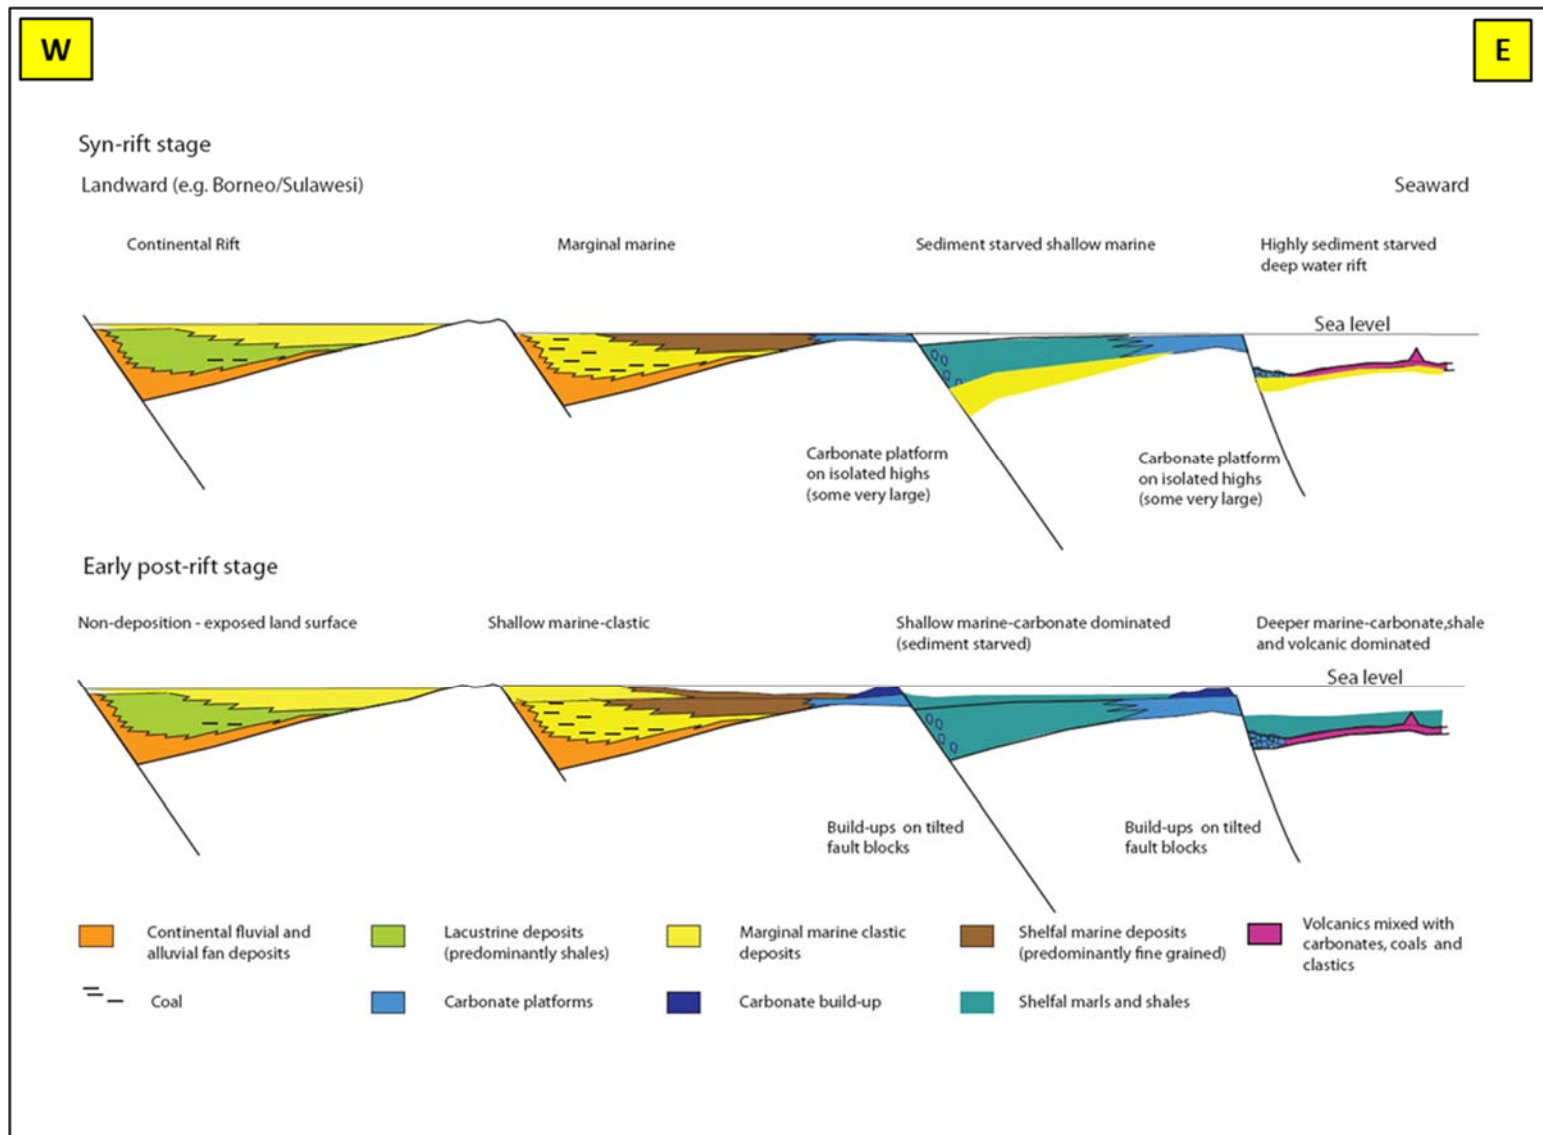 W
E
Syn-rift stage
Landward (e.g. Borneo/Sulawesi)
Seaward
Continental Rift
Marginal marine
Sediment starved shallow marine
Highly sediment starved
deep water rift
Sea level
Carbonate platform
on isolated highs
(some very large)
Carbonate platform
on isolated highs
(some very large)
Early post-rift stage
Non-deposition - exposed land surface
Shallow marine-clastic
Shallow marine-carbonate dominated
(sediment starved)
Deeper marine-carbonate,shale
and volcanic dominated
Sea level
Build-ups on tilted
fault blocks
Build-ups on tilted
fault blocks
Continental fluvial and
alluvial fan deposits
Lacustrine deposits
(predominantly shales)
Marginal marine clastic
deposits
Shelfal marine deposits
(predominantly fine grained)
Volcanics mixed with
carbonates, coals and
clastics
Coal
Carbonate platforms
Carbonate build-up
Shelfal marls and shales